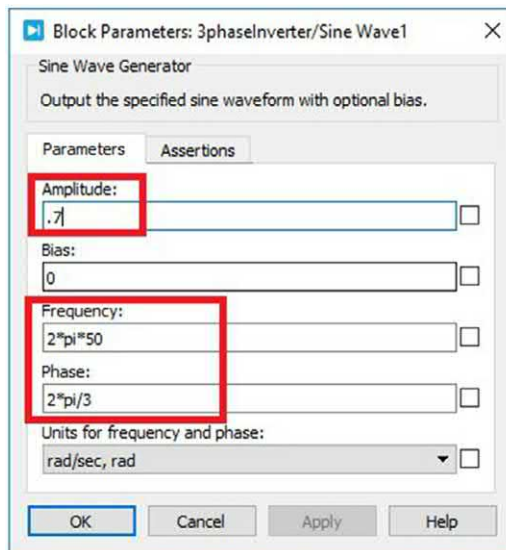 Block Parameters: 3phaseInverter/Sine Wave1
Sine Wave Generator
Output the specified sine waveform with optional bias.
Parameters Assertions
Amplitude:
.7
Bias:
0
Frequency:
2*pi*50
Phase:
2*pi/3
Units for frequency and phase:
rad/sec, rad
OK Cancel Apply Help